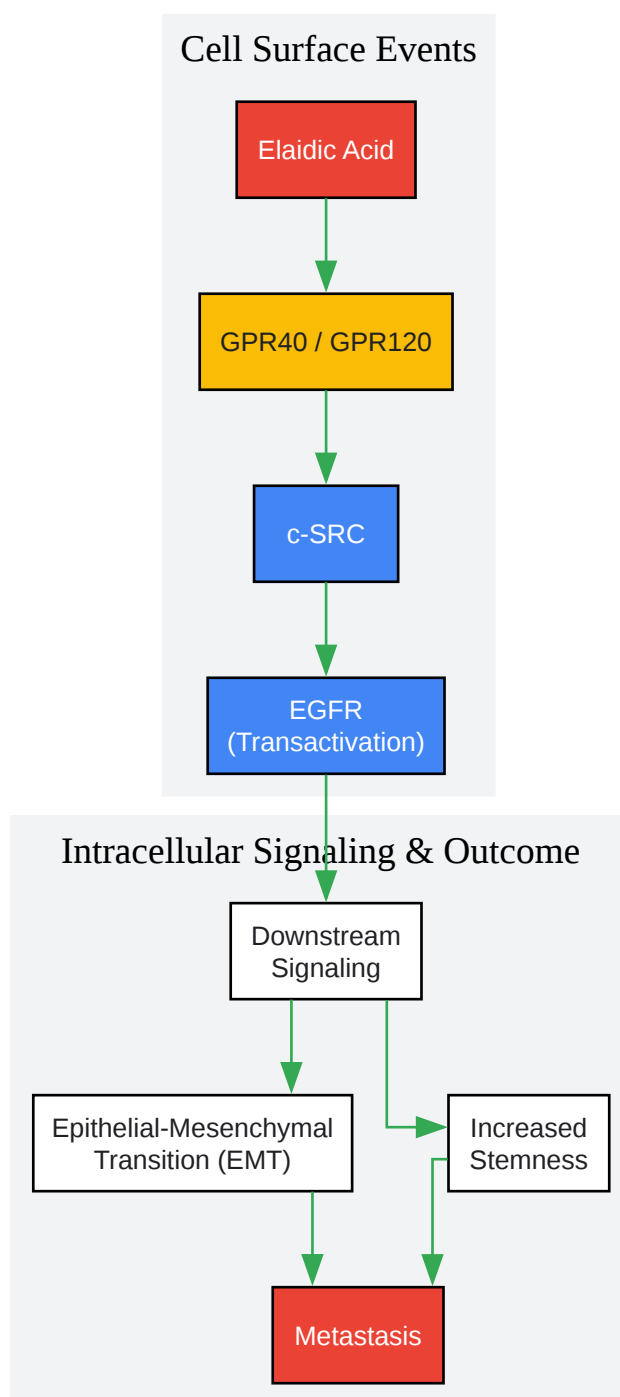 Cell Surface Events
Elaidic Acid
GPR40 / GPR120
c-SRC
EGFR
(Transactivation)
Intracellular Signaling & Outcome
Downstream
Signaling
Epithelial-Mesenchymal
Transition (EMT)
Increased
Stemness
Metastasis